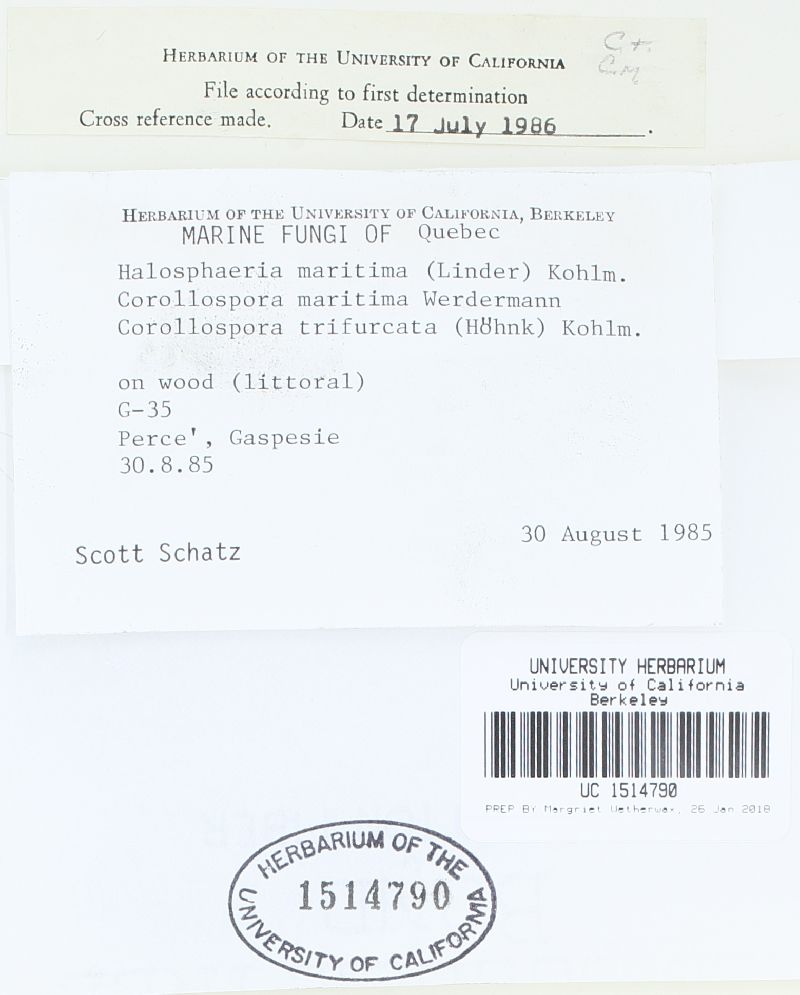 HERBARIUM OF THE UNIVERSITY OF CALIFORNIA
C.t.
C.m
File according to first determination
Cross reference made. Date 17 July 1986
HERBARIUM OF THE UNIVERSITY OF CALIFORNIA, BERKELEY
MARINE FUNGI OF Quebec
Halosphaeria maritima (Linder) Kohlm.
Corollospora maritima Werdermann
Corollospora trifurcata (Höhnk) Kohlm.
on wood (littoral)
G-35
Perce', Gaspesie
30.8.85
30 August 1985
Scott Schatz
UNIVERSITY HERBARIUM
University of California
Berkeley
UC 1514790
PREP BY Margriet Wetherwax, 26 Jan 2018
HERBARIUM OF THE
1514790
UNIVERSITY OF CALIFORNIA